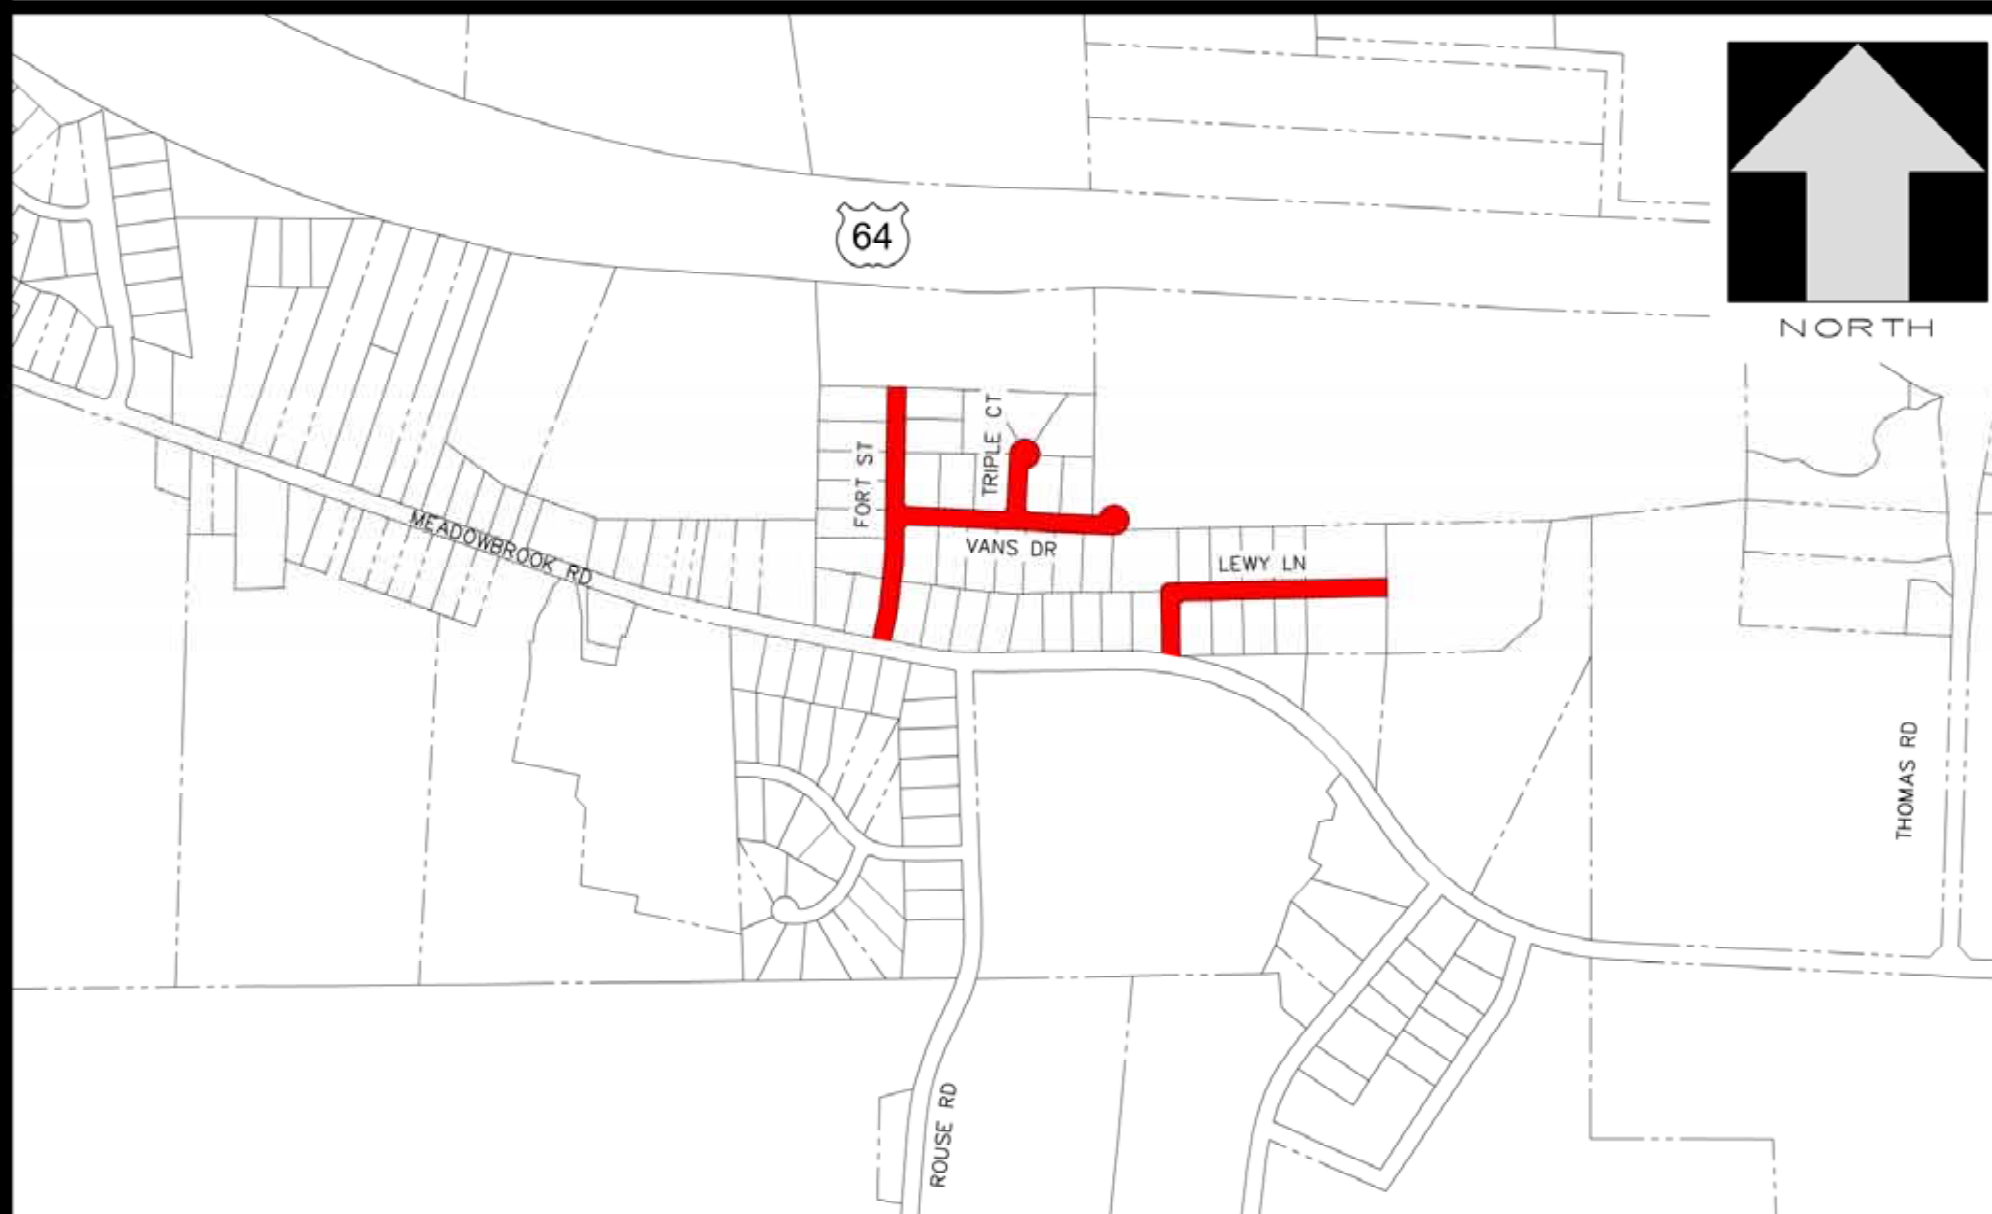 64
NORTH
TRIPLE CT
FORT ST
MEADOWBROOK RD
VANS DR
LEWY LN
THOMAS RD
ROUSE RD